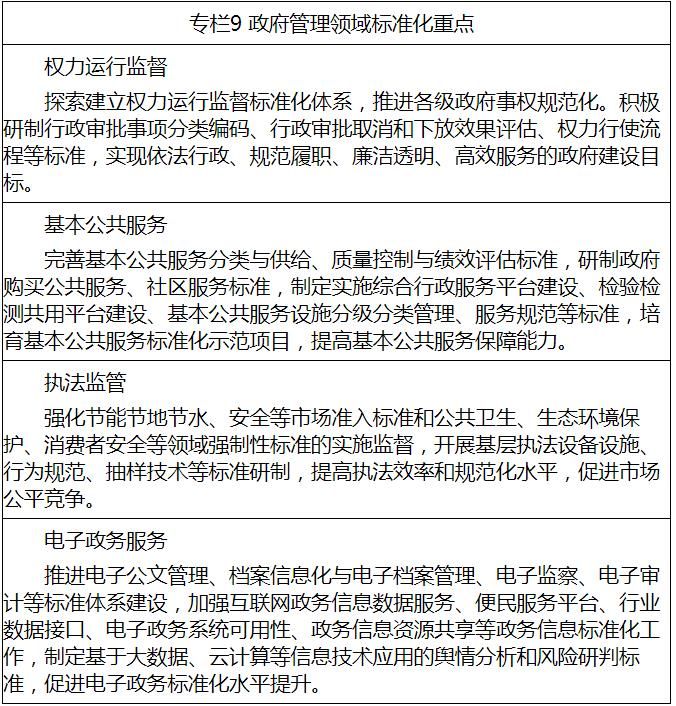 专栏9 政府管理领域标准化重点
权力运行监督
探索建立权力运行监督标准化体系，推进各级政府事权规范化。积极
研制行政审批事项分类编码、行政审批取消和下放效果评估、权力行使流
程等标准，实现依法行政、规范履职、廉洁透明、高效服务的政府建设目
标。
基本公共服务
完善基本公共服务分类与供给、质量控制与绩效评估标准，研制政府
购买公共服务、社区服务标准，制定实施综合行政服务平台建设、检验检
测共用平台建设、基本公共服务设施分级分类管理、服务规范等标准，培
育基本公共服务标准化示范项目，提高基本公共服务保障能力。
执法监管
强化节能节地节水、安全等市场准入标准和公共卫生、生态环境保
护、消费者安全等领域强制性标准的实施监督，开展基层执法设备设施、
行为规范、抽样技术等标准研制，提高执法效率和规范化水平，促进市场
公平竞争。
电子政务服务
推进电子公文管理、档案信息化与电子档案管理、电子监察、电子审
计等标准体系建设，加强互联网政务信息数据服务、便民服务平台、行业
数据接口、电子政务系统可用性、政务信息资源共享等政务信息标准化工
作，制定基于大数据、云计算等信息技术应用的舆情分析和风险研判标
准，促进电子政务标准化水平提升。